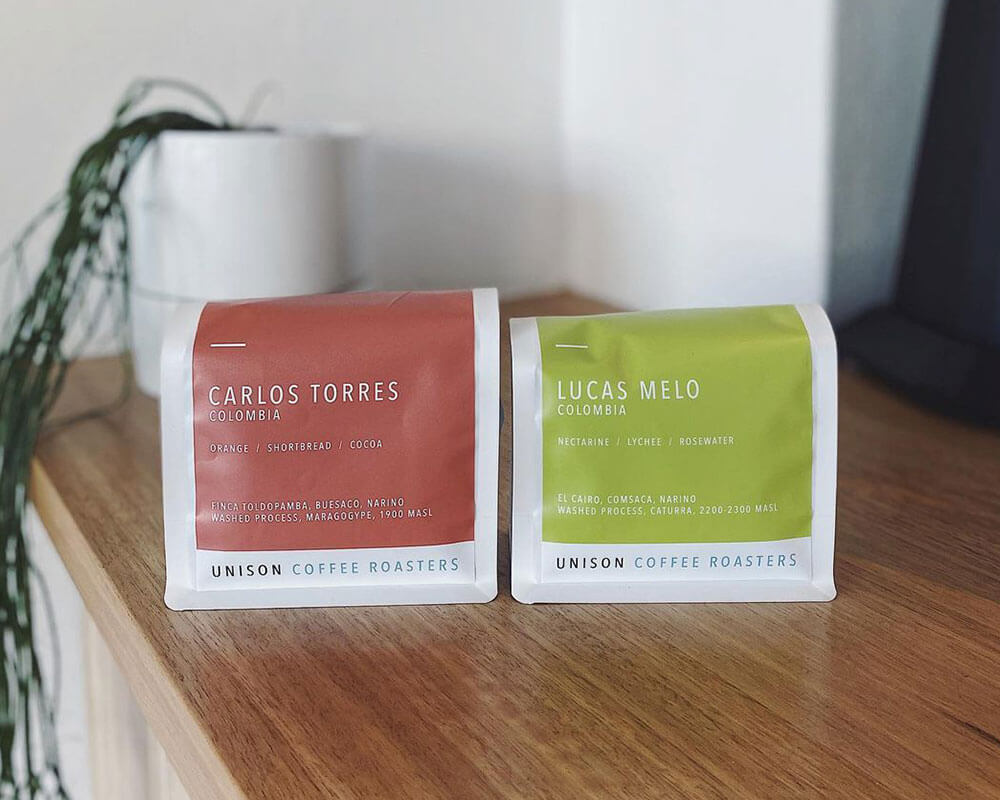 CARLOS TORRES
COLOMBIA
ORANGE / SHORTBREAD / COCOA
FINCA TOLDOPAMBA, BUESACO, NARINO
WASHED PROCESS, MARAGOGYPE, 1900 MASL
UNISON COFFEE ROASTERS
LUCAS MELO
COLOMBIA
NECTARINE / LYCHEE / ROSEWATER
EL CAIRO, COMSACA, NARINO
WASHED PROCESS, CATURRA, 2200-2300 MASL
UNISON COFFEE ROASTERS